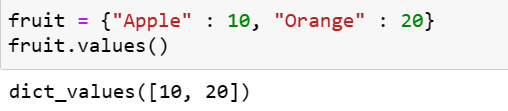 fruit = {"Apple" : 10, "Orange" : 20}
fruit.values()
dict_values([10, 20])